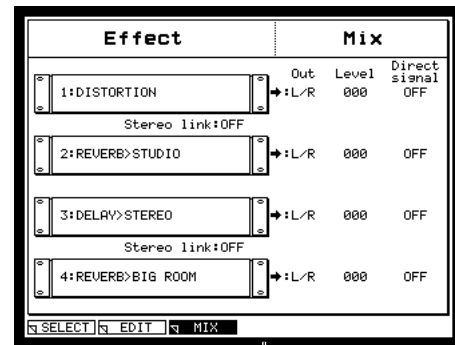 Effect Mix
Out Level Direct signal
1:DISTORTION ➔:L/R 000 OFF
Stereo link:OFF
2:REVERB>STUDIO ➔:L/R 000 OFF
3:DELAY>STEREO ➔:L/R 000 OFF
Stereo link:OFF
4:REVERB>BIG ROOM ➔:L/R 000 OFF
SELECT EDIT MIX